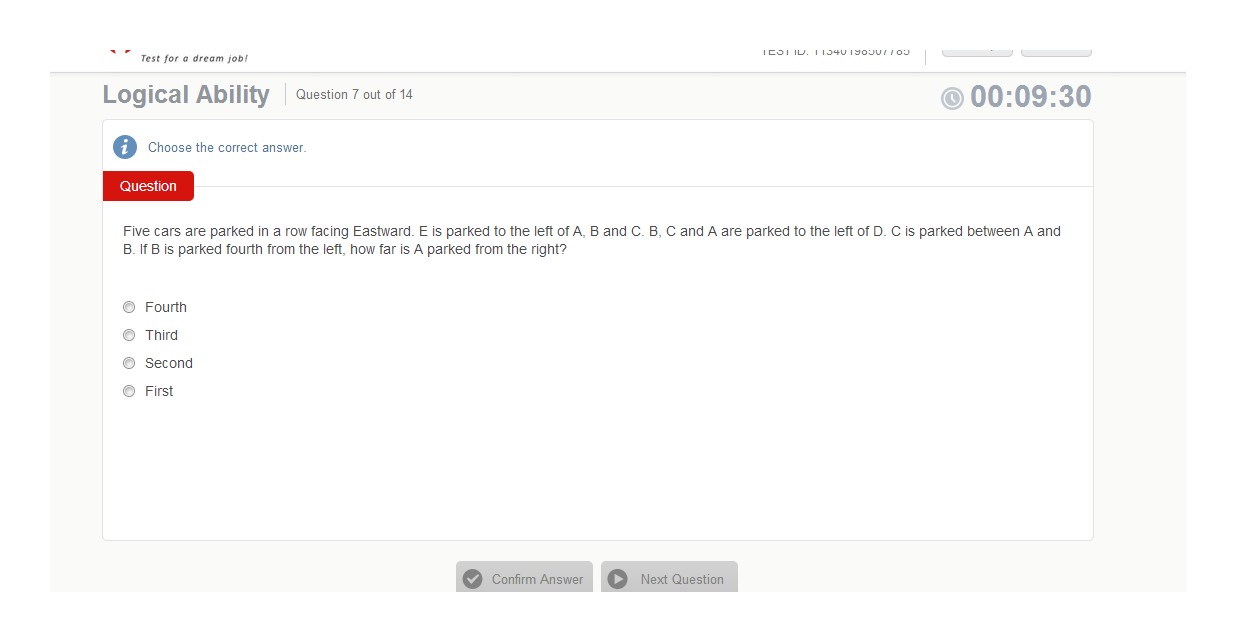 Test for a dream job!
TEST ID: 11340198507785
Logical Ability
Question 7 out of 14
00:09:30
Choose the correct answer.
Question
Five cars are parked in a row facing Eastward. E is parked to the left of A, B and C. B, C and A are parked to the left of D. C is parked between A and
B. If B is parked fourth from the left, how far is A parked from the right?
Fourth
Third
Second
First
Confirm Answer
Next Question